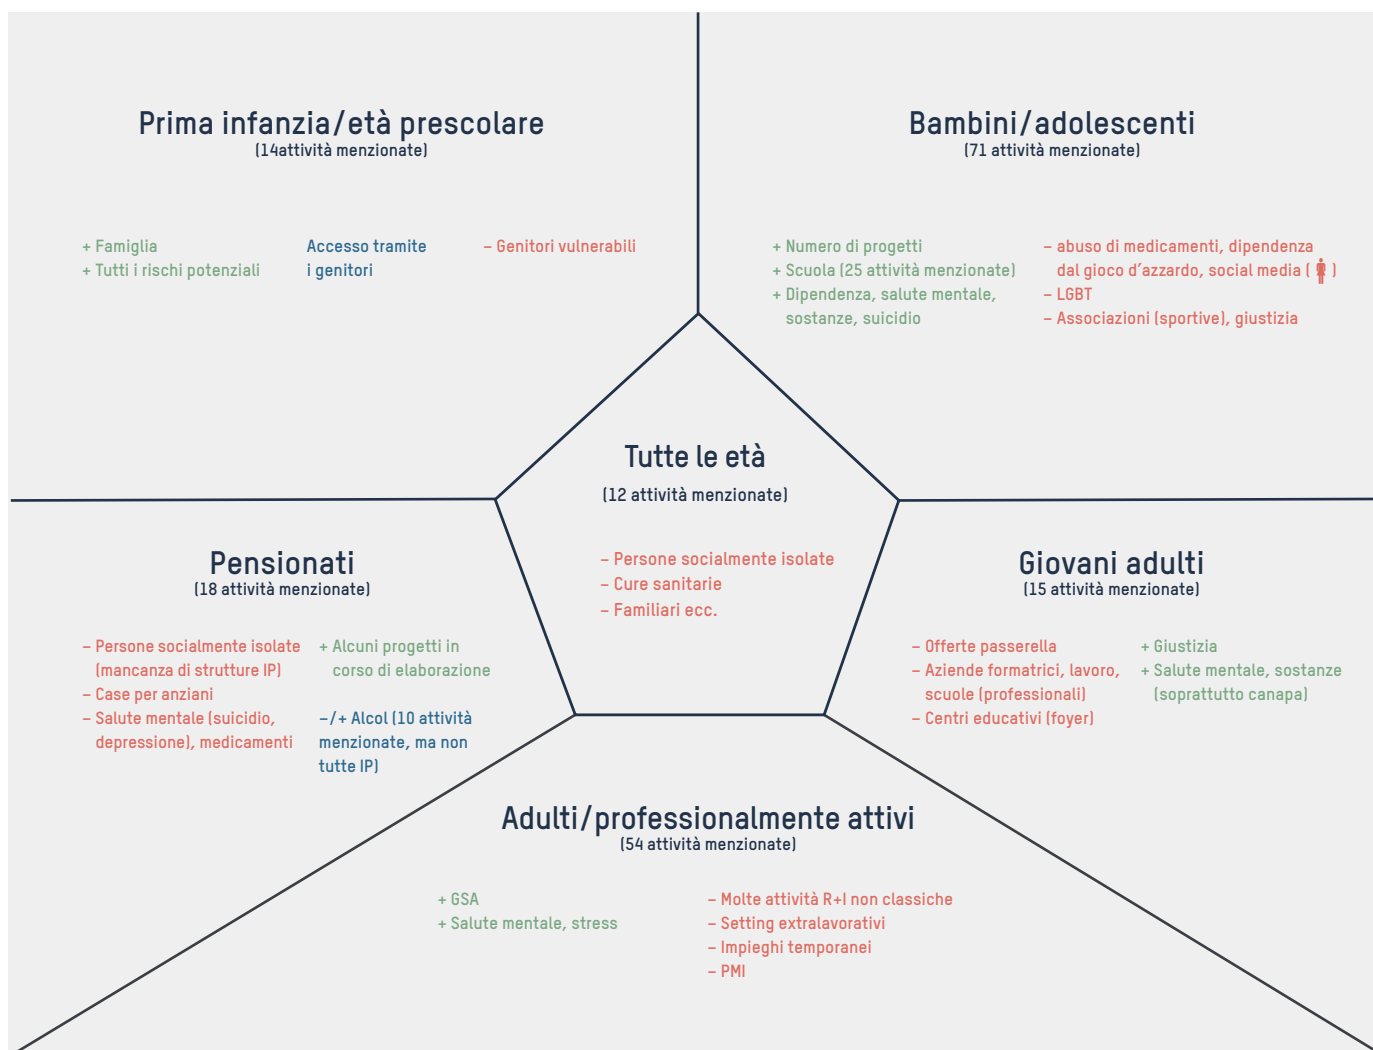 Prima infanzia/età prescolare
(14attività menzionate)
+ Famiglia
+ Tutti i rischi potenziali
Accesso tramite
i genitori
– Genitori vulnerabili
Bambini/adolescenti
(71 attività menzionate)
+ Numero di progetti
+ Scuola (25 attività menzionate)
+ Dipendenza, salute mentale,
sostanze, suicidio
– abuso di medicamenti, dipendenza
dal gioco d’azzardo, social media ( )
– LGBT
– Associazioni (sportive), giustizia
Tutte le età
(12 attività menzionate)
– Persone socialmente isolate
– Cure sanitarie
– Familiari ecc.
Pensionati
(18 attività menzionate)
– Persone socialmente isolate
(mancanza di strutture IP)
– Case per anziani
– Salute mentale (suicidio,
depressione), medicamenti
+ Alcuni progetti in
corso di elaborazione
–/+ Alcol (10 attività
menzionate, ma non
tutte IP)
Giovani adulti
(15 attività menzionate)
– Offerte passerella
– Aziende formatrici, lavoro,
scuole (professionali)
– Centri educativi (foyer)
+ Giustizia
+ Salute mentale, sostanze
(soprattutto canapa)
Adulti/professionalmente attivi
(54 attività menzionate)
+ GSA
+ Salute mentale, stress
– Molte attività R+I non classiche
– Setting extralavorativi
– Impieghi temporanei
– PMI